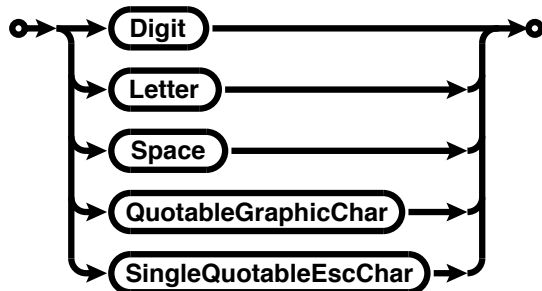 Digit
Letter
Space
QuotableGraphicChar
SingleQuotableEscChar